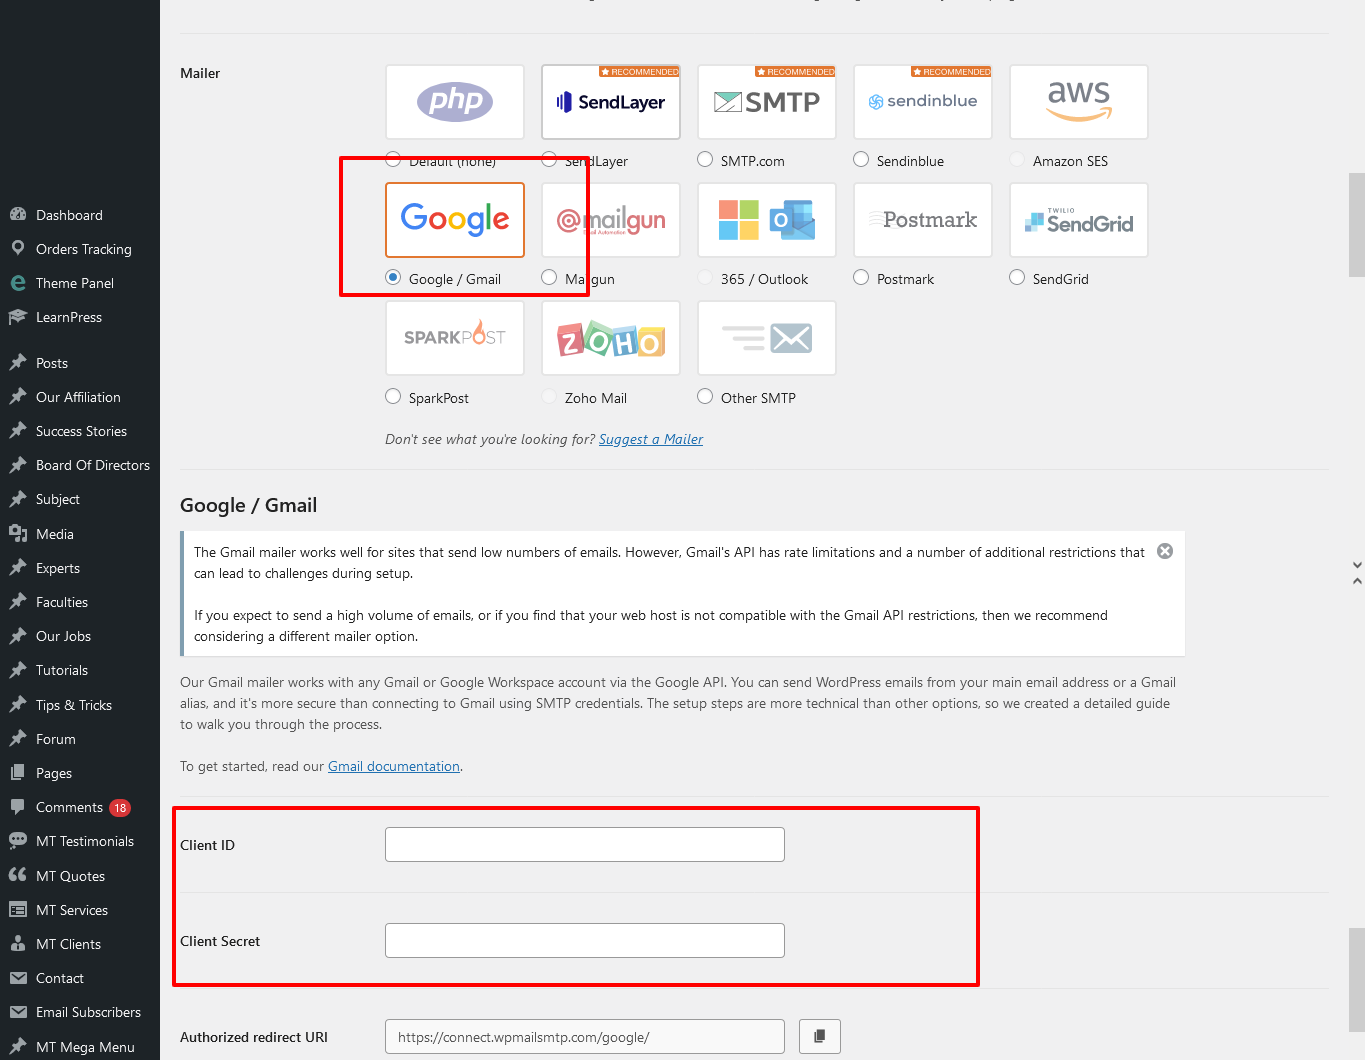 Mailer
RECOMMENDED
RECOMMENDED
RECOMMENDED
php
SendLayer
SMTP
sendinblue
aws
Default (none)
SendLayer
SMTP.com
Sendinblue
Amazon SES
Google
@mailgun
Email Automation
Postmark
TWILIO
SendGrid
Google / Gmail
Mailgun
365 / Outlook
Postmark
SendGrid
SPARKPOST
ZOHO
SparkPost
Zoho Mail
Other SMTP
Don't see what you're looking for? Suggest a Mailer
Google / Gmail
The Gmail mailer works well for sites that send low numbers of emails. However, Gmail's API has rate limitations and a number of additional restrictions that
can lead to challenges during setup.
If you expect to send a high volume of emails, or if you find that your web host is not compatible with the Gmail API restrictions, then we recommend
considering a different mailer option.
Our Gmail mailer works with any Gmail or Google Workspace account via the Google API. You can send WordPress emails from your main email address or a Gmail
alias, and it's more secure than connecting to Gmail using SMTP credentials. The setup steps are more technical than other options, so we created a detailed guide
to walk you through the process.
To get started, read our Gmail documentation.
Client ID
Client Secret
Authorized redirect URI
https://connect.wpmailsmtp.com/google/
Dashboard
Orders Tracking
Theme Panel
LearnPress
Posts
Our Affiliation
Success Stories
Board Of Directors
Subject
Media
Experts
Faculties
Our Jobs
Tutorials
Tips & Tricks
Forum
Pages
Comments 18
MT Testimonials
MT Quotes
MT Services
MT Clients
Contact
Email Subscribers
MT Mega Menu